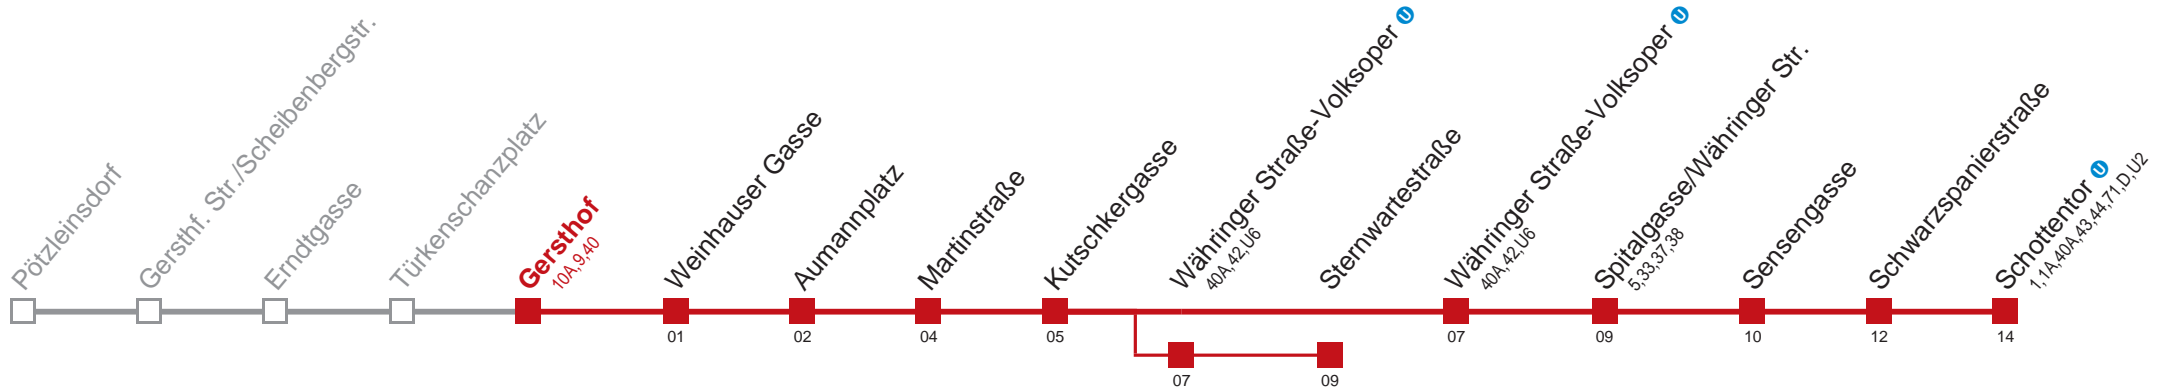 Pötzleinsdorf
Gersthf. Str./Scheibenbergstr.
Erndtgasse
Türkenschanzplatz
Gersthof
10A,9,40
Weinhauser Gasse
Aumannplatz
Martinstraße
Kutschkergasse
Währinger Straße-Volksoper U
40A,42,U6
Sternwartestraße
Währinger Straße-Volksoper U
40A,42,U6
Spitalgasse/Währinger Str.
5,33,37,38
Sensengasse
Schwarzspanierstraße
Schottentor U
1,1A,40A,43,44,71,D,U2
01
02
04
05
07
09
10
12
14
07
09